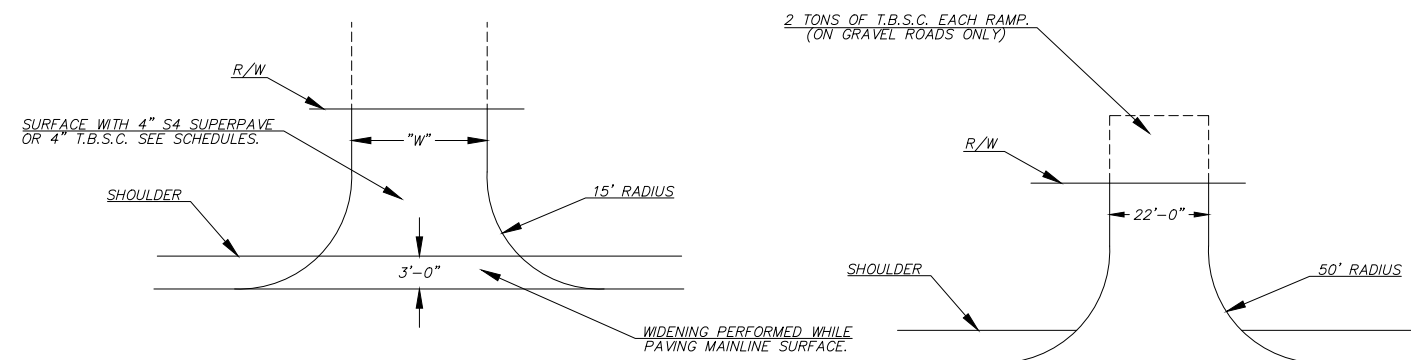 R/W
SURFACE WITH 4" S4 SUPERPAVE
OR 4" T.B.S.C. SEE SCHEDULES.
"W"
SHOULDER
15' RADIUS
3'-0"
WIDENING PERFORMED WHILE
PAVING MAINLINE SURFACE.
2 TONS OF T.B.S.C. EACH RAMP.
(ON GRAVEL ROADS ONLY)
R/W
22'-0"
SHOULDER
50' RADIUS